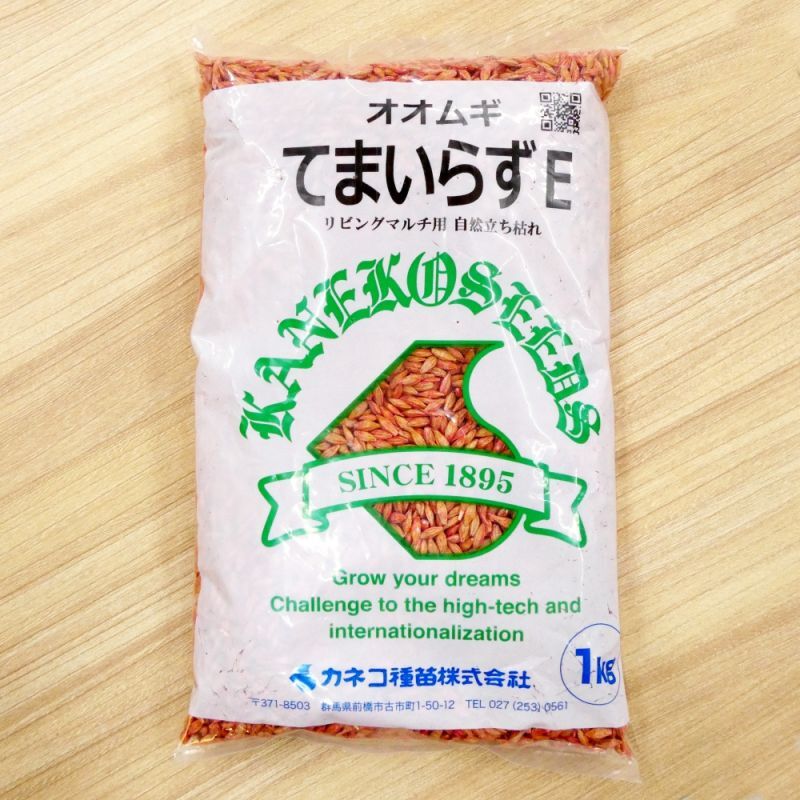 オオムギ
てまいらずE
リビングマルチ用 自然立ち枯れ
KANEKO SEEDS
SINCE 1895
Grow your dreams
Challenge to the high-tech and
internationalization
カネコ種苗株式会社
1kg
〒371-8503 群馬県前橋市古市町1-50-12 TEL 027 (253) 0561